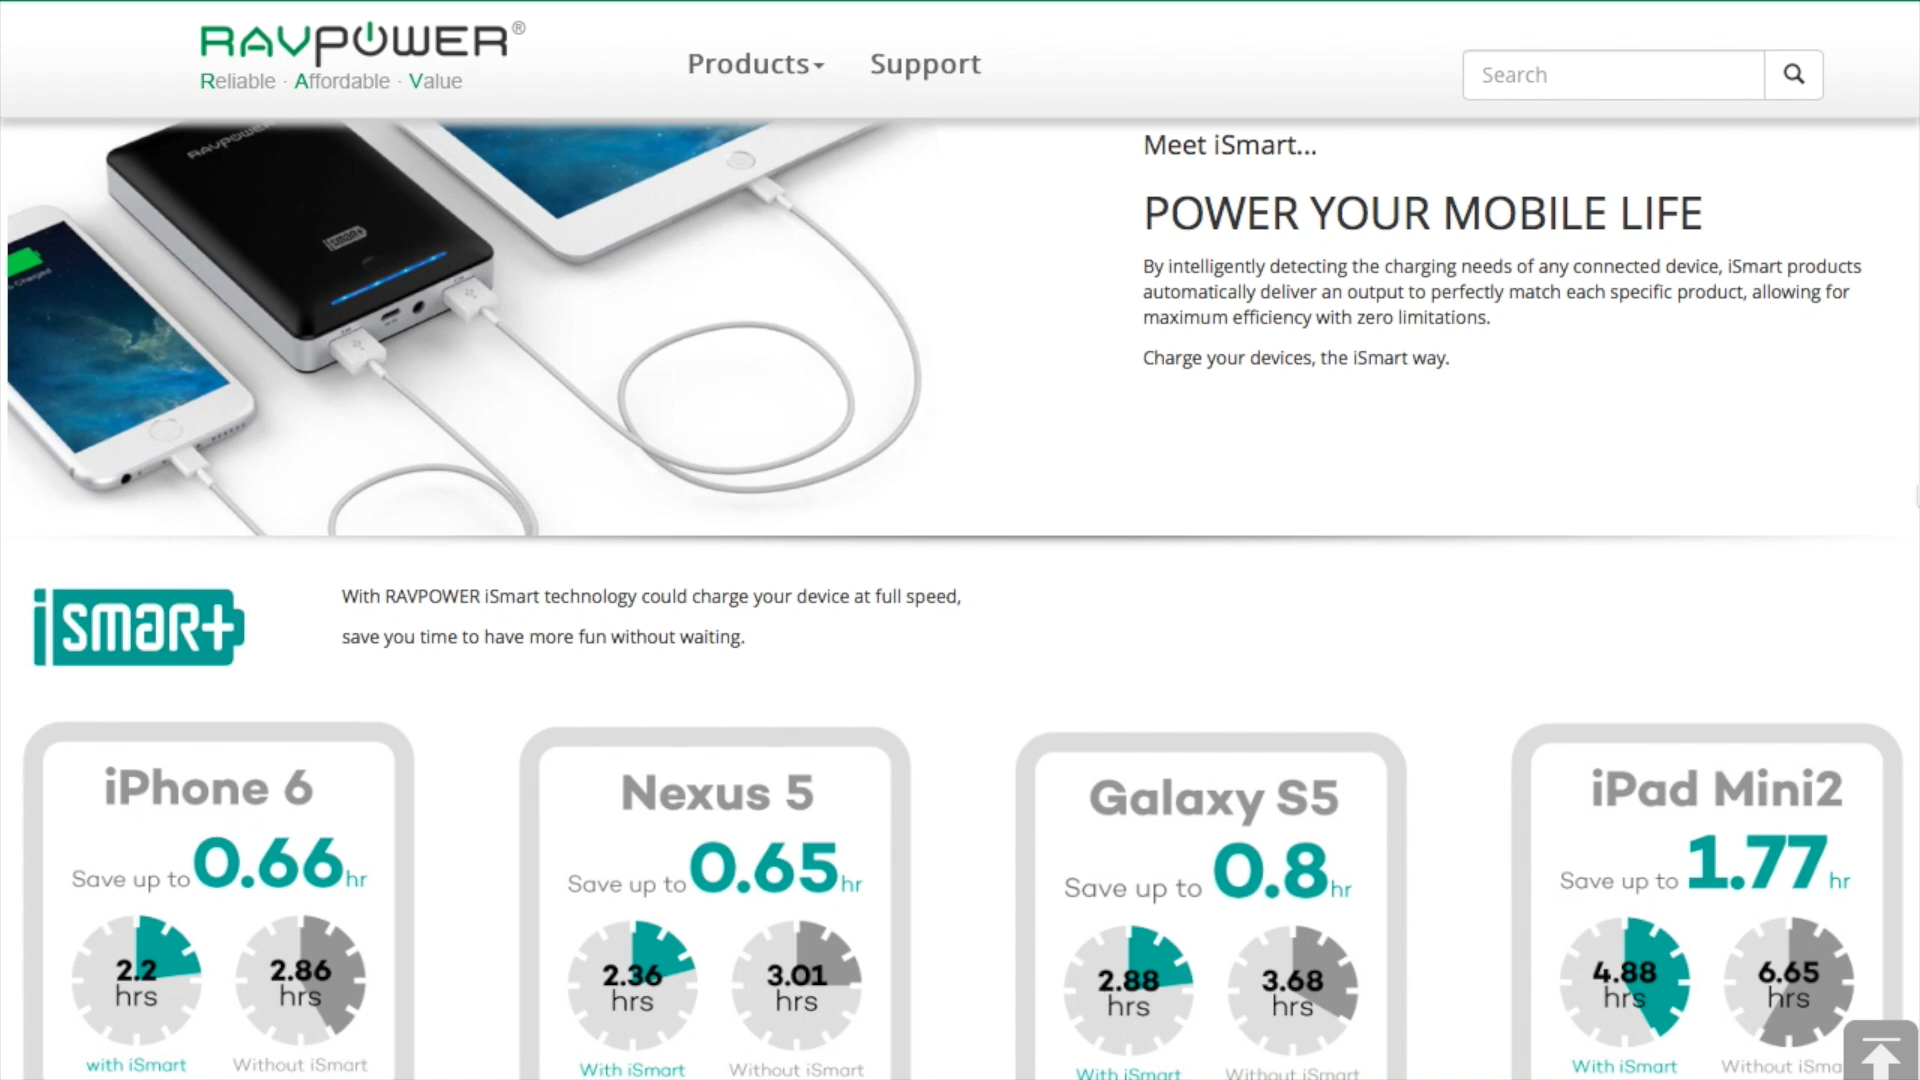 RAVPOWER®
Reliable · Affordable · Value
Products
Support
Search
RAVPOWER
ismart
Meet iSmart...
POWER YOUR MOBILE LIFE
By intelligently detecting the charging needs of any connected device, iSmart products
automatically deliver an output to perfectly match each specific product, allowing for
maximum efficiency with zero limitations.
Charge your devices, the iSmart way.
ismart
With RAVPOWER iSmart technology could charge your device at full speed,
save you time to have more fun without waiting.
iPhone 6
Save up to 0.66 hr
2.2 hrs
2.86 hrs
with iSmart
Without iSmart
Nexus 5
Save up to 0.65 hr
2.36 hrs
3.01 hrs
With iSmart
Without iSmart
Galaxy S5
Save up to 0.8 hr
2.88 hrs
3.68 hrs
With iSmart
Without iSmart
iPad Mini2
Save up to 1.77 hr
4.88 hrs
6.65 hrs
With iSmart
Without iSma